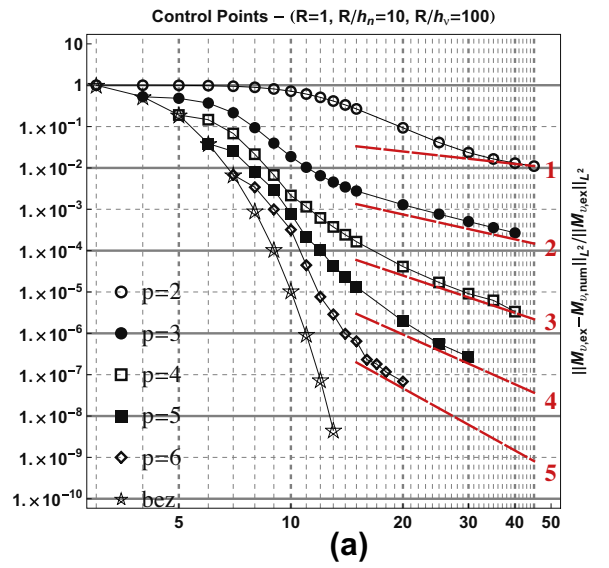 Control Points – (R=1, R/hₙ=10, R/hᵥ=100)
1
1.×10⁻¹
1.×10⁻²
1.×10⁻³
1.×10⁻⁴
1.×10⁻⁵
1.×10⁻⁶
1.×10⁻⁷
1.×10⁻⁸
1.×10⁻⁹
1.×10⁻¹⁰
10
p=2
p=3
p=4
p=5
p=6
bez
1
2
3
4
5
5
10
20
30
40
50
||M_{υ,ex}−M_{υ,num}||_{L²}/||M_{υ,ex}||_{L²}
(a)